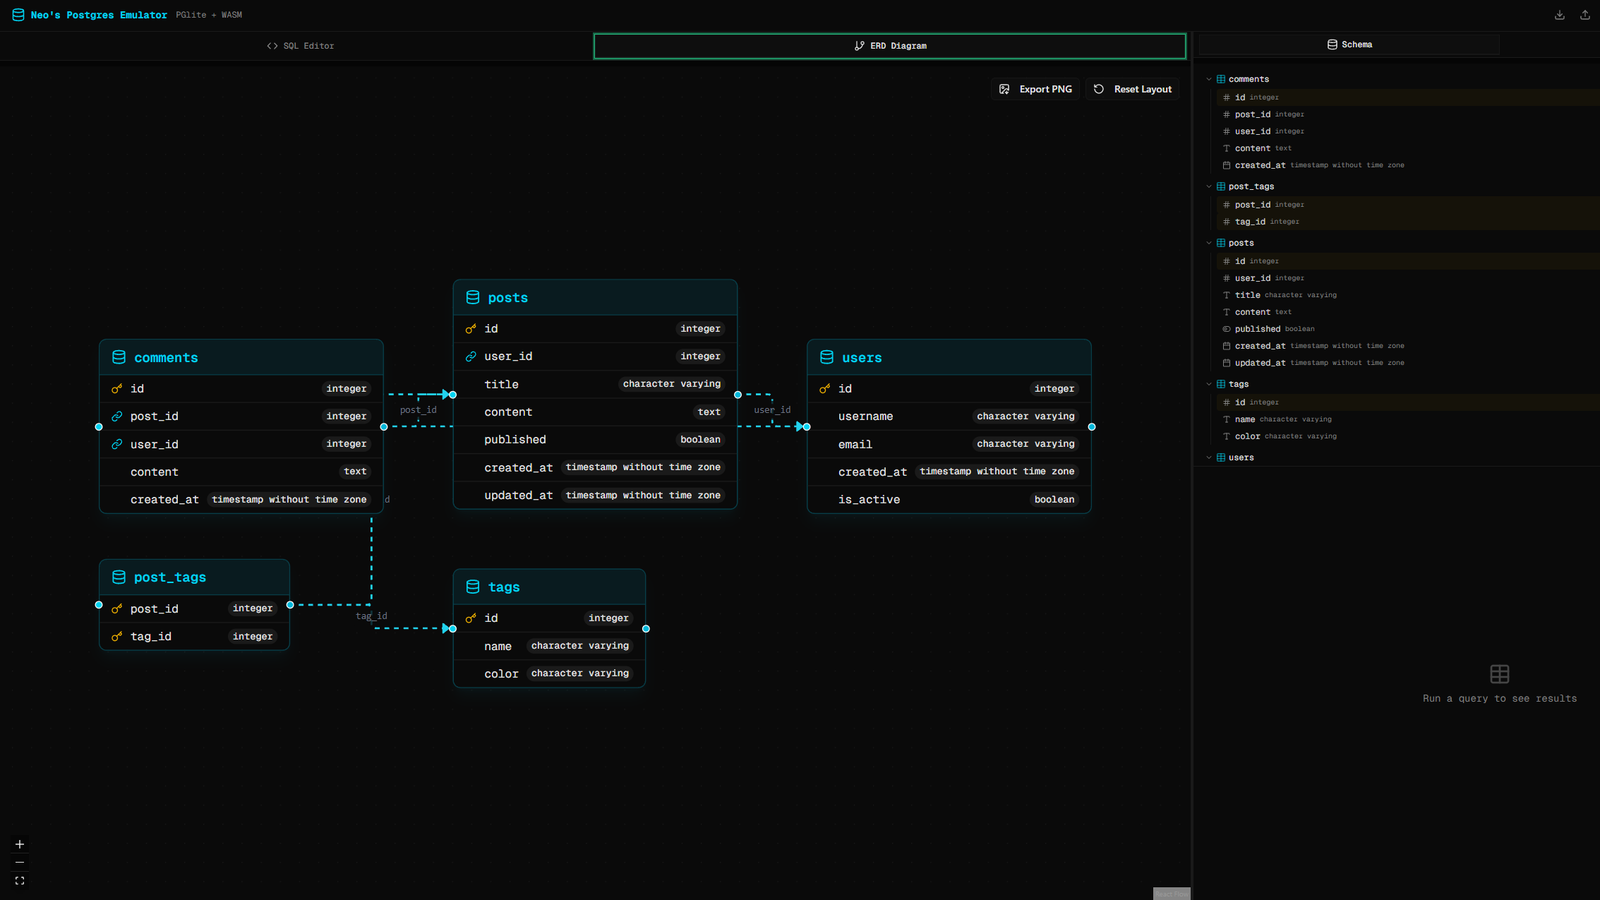 Neo's Postgres Emulator PGlite + WASM
<> SQL Editor
ERD Diagram
Schema
Export PNG
Reset Layout
posts
id integer
user_id integer
title character varying
content text
published boolean
created_at timestamp without time zone
updated_at timestamp without time zone
comments
id integer
post_id integer
user_id integer
content text
created_at timestamp without time zone
d
post_id
user_id
users
id integer
username character varying
email character varying
created_at timestamp without time zone
is_active boolean
post_tags
post_id integer
tag_id integer
tag_id
tags
id integer
name character varying
color character varying
comments
# id integer
# post_id integer
# user_id integer
T content text
created_at timestamp without time zone
post_tags
# post_id integer
# tag_id integer
posts
# id integer
# user_id integer
T title character varying
T content text
published boolean
created_at timestamp without time zone
updated_at timestamp without time zone
tags
# id integer
T name character varying
T color character varying
users
Run a query to see results